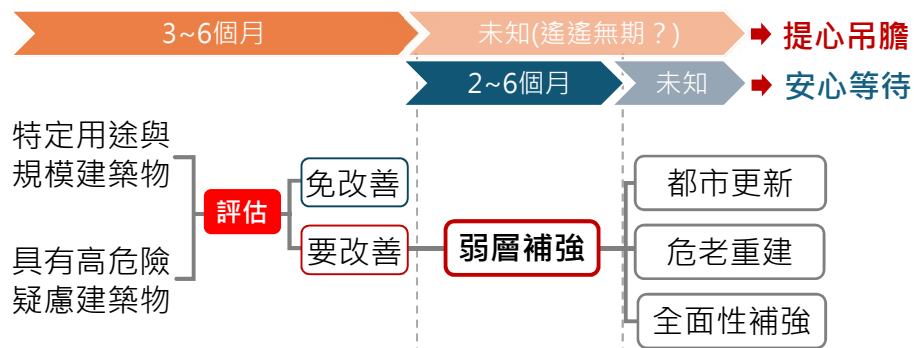 3~6個月
未知(遙遙無期？)
提心吊膽
2~6個月
未知
安心等待
特定用途與
規模建築物
具有高危險
疑慮建築物
評估
免改善
要改善
弱層補強
都市更新
危老重建
全面性補強